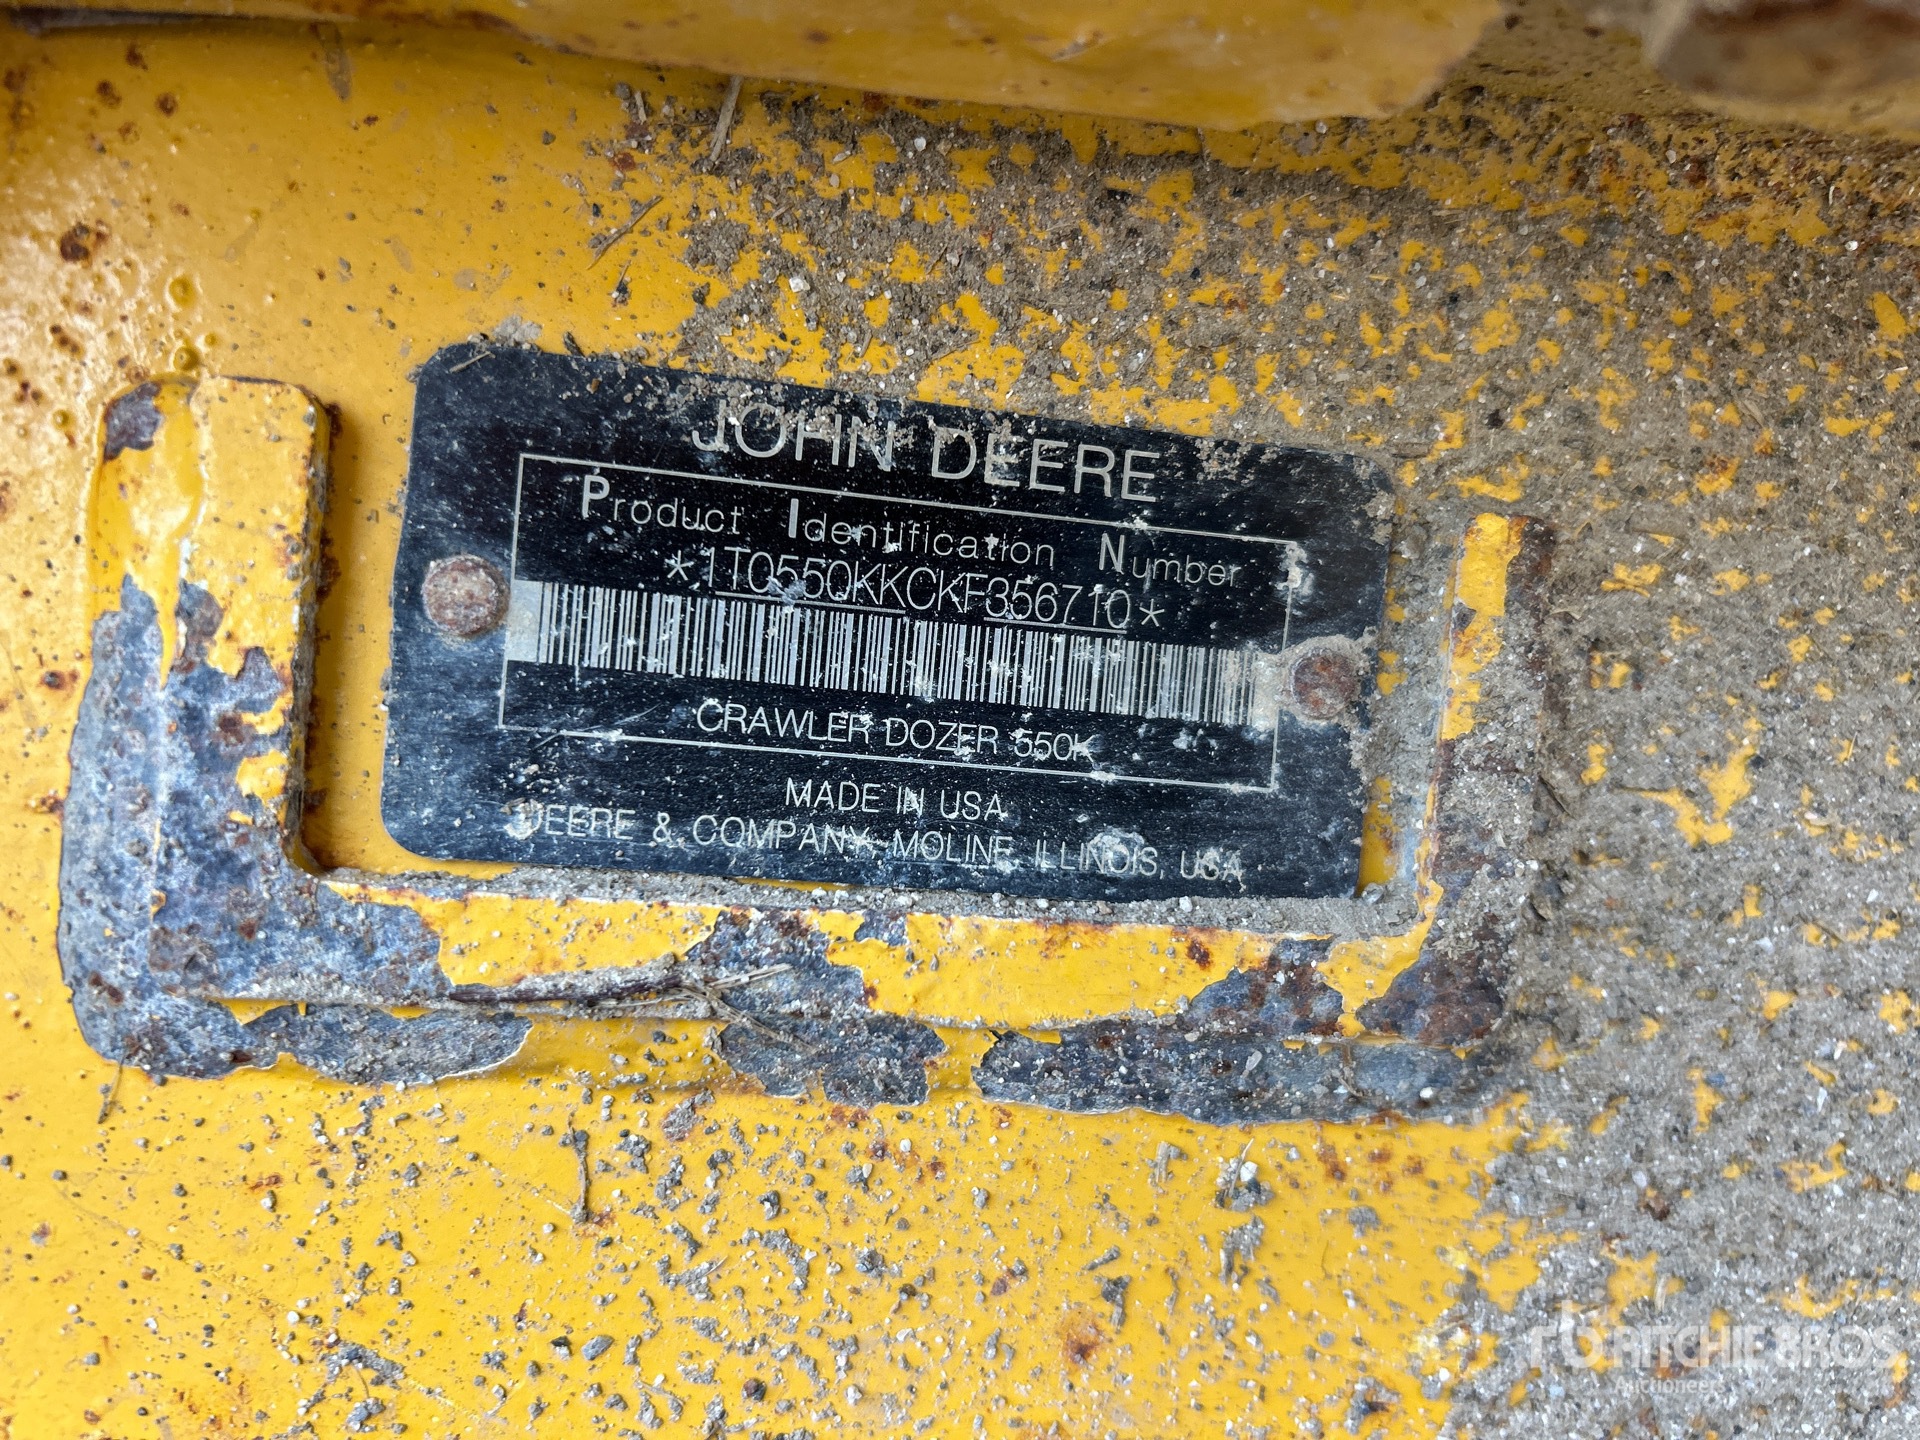 JOHN DEERE
Product Identification Number
*1T0550KKCKF356710*
CRAWLER DOZER 550K
MADE IN USA
DEERE & COMPANY MOLINE, ILLINOIS, USA
RITCHIE BROS
Auctioneers